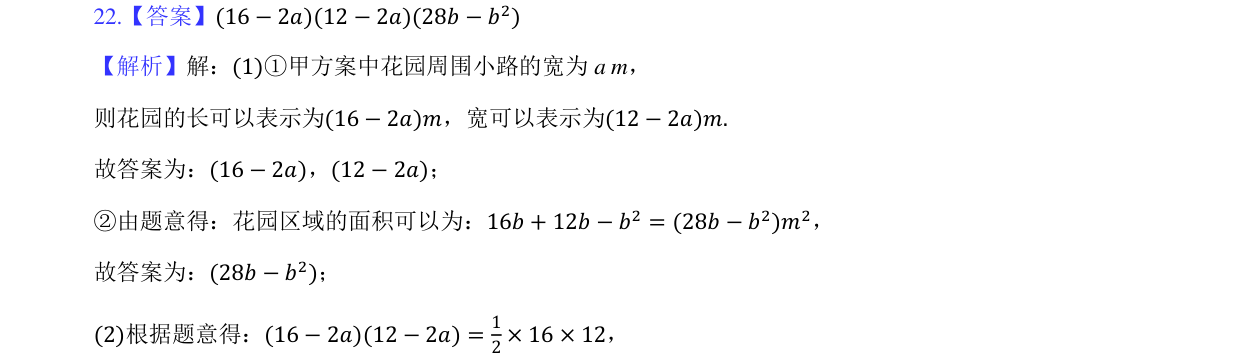 22.【答案】(16 − 2a)(12 − 2a)(28b − b²)
【解析】解：(1)①甲方案中花园周围小路的宽为 a m，
则花园的长可以表示为(16 − 2a)m，宽可以表示为(12 − 2a)m.
故答案为：(16 − 2a)，(12 − 2a)；
②由题意得：花园区域的面积可以为：16b + 12b − b² = (28b − b²)m²，
故答案为：(28b − b²)；
(2)根据题意得：(16 − 2a)(12 − 2a) = 1/2 × 16 × 12，